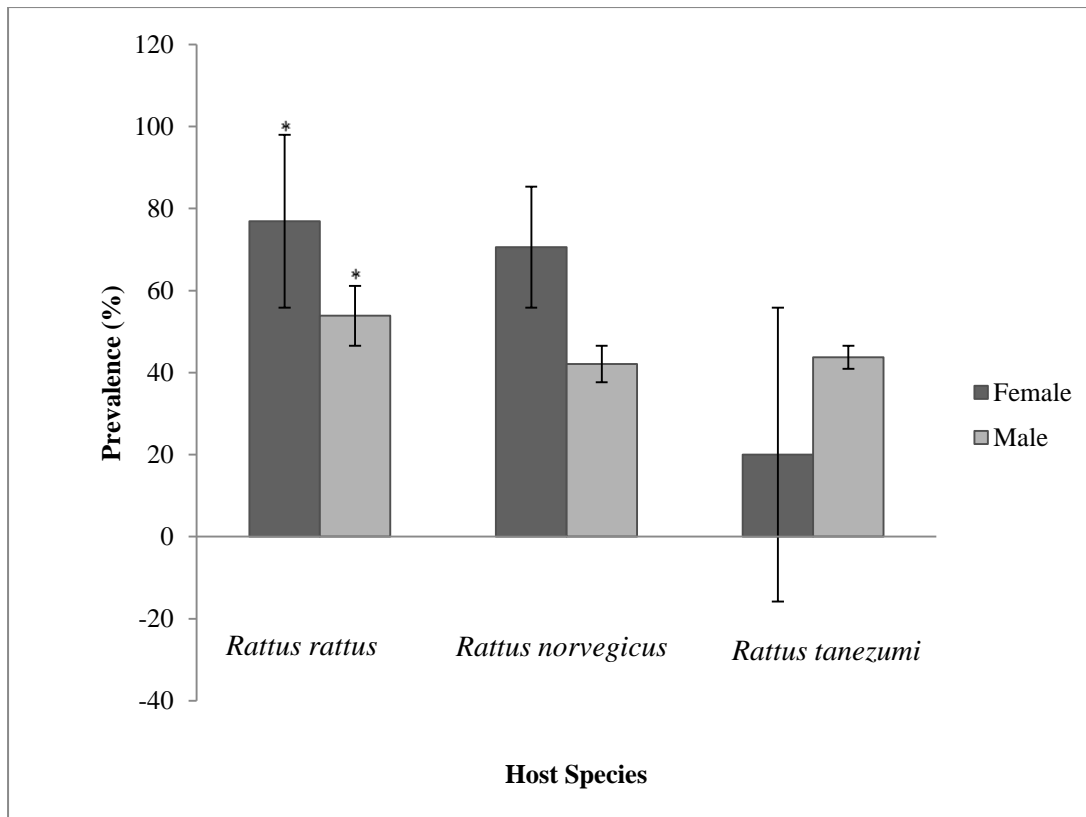 120
100
80
60
40
20
0
-20
-40
Prevalence (%)
*
*
Rattus rattus
Rattus norvegicus
Rattus tanezumi
Host Species
Female
Male